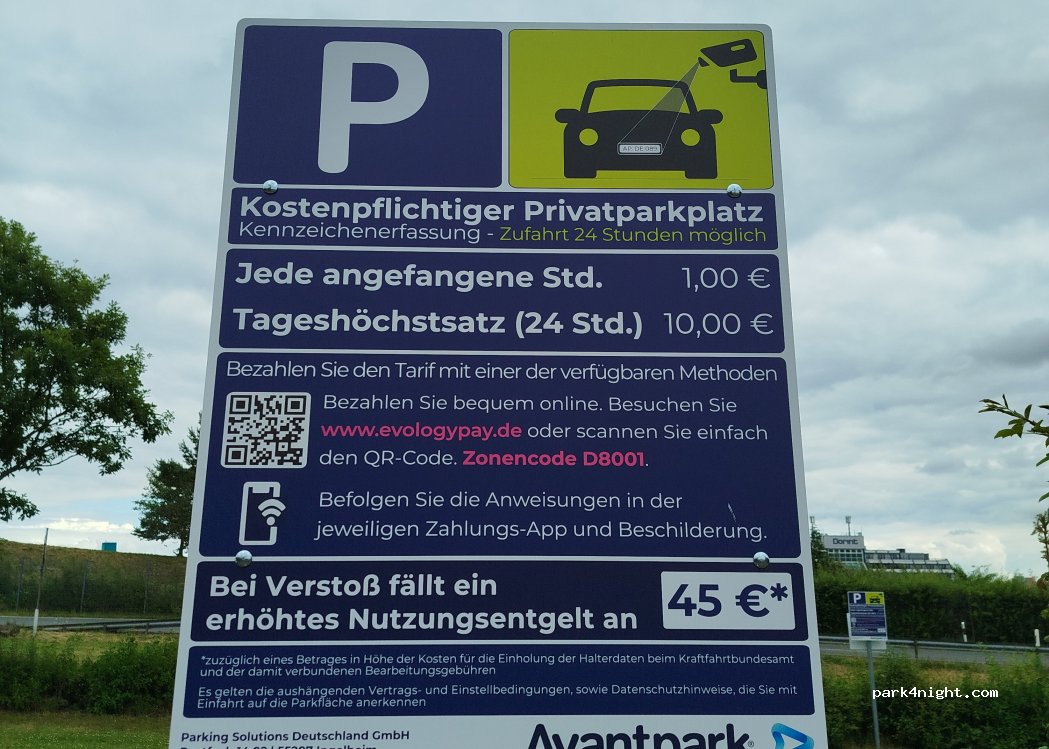 P
AP: DE 089
Kostenpflichtiger Privatparkplatz
Kennzeichenerfassung - Zufahrt 24 Stunden möglich
Jede angefangene Std. 1,00 €
Tageshöchstsatz (24 Std.) 10,00 €
Bezahlen Sie den Tarif mit einer der verfügbaren Methoden
Bezahlen Sie bequem online. Besuchen Sie
www.evologypay.de oder scannen Sie einfach
den QR-Code. Zonencode D8001.
Befolgen Sie die Anweisungen in der
jeweiligen Zahlungs-App und Beschilderung.
Bei Verstoß fällt ein
erhöhtes Nutzungsentgelt an 45 €*
*zuzüglich eines Betrages in Höhe der Kosten für die Einholung der Halterdaten beim Kraftfahrtbundesamt
und der damit verbundenen Bearbeitungsgebühren
Es gelten die aushängenden Vertrags- und Einstellbedingungen, sowie Datenschutzhinweise, die Sie mit
Einfahrt auf die Parkfläche anerkennen
Parking Solutions Deutschland GmbH
Avantpark
Dorint
P
park4night.com